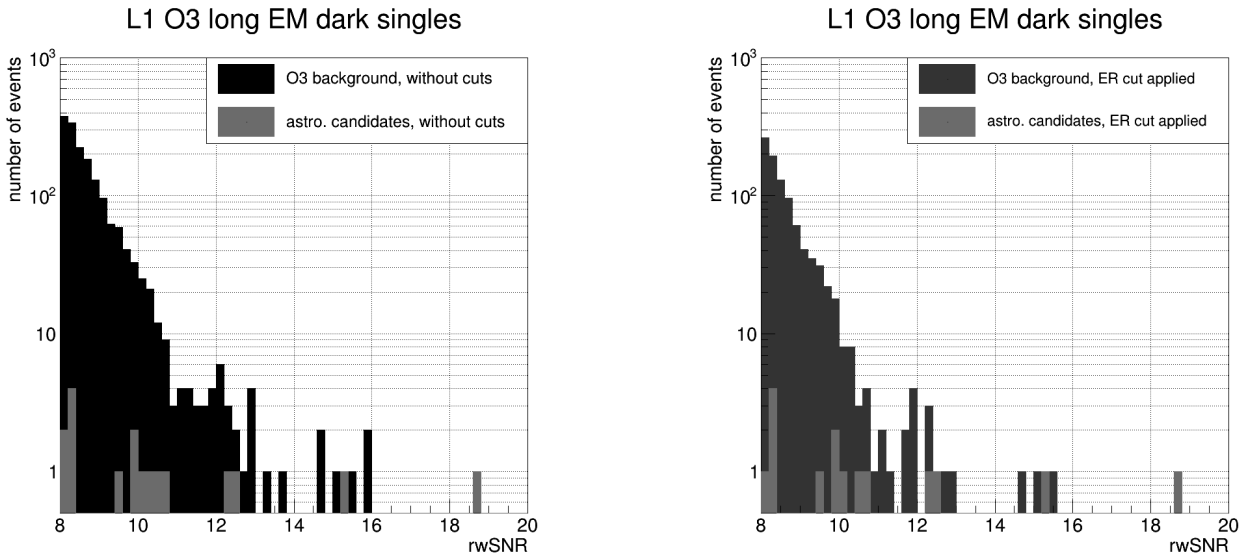 L1 O3 long EM dark singles
number of events
10³
10²
10
1
O3 background, without cuts
astro. candidates, without cuts
8 10 12 14 16 18 20
rwSNR
L1 O3 long EM dark singles
number of events
10³
10²
10
1
O3 background, ER cut applied
astro. candidates, ER cut applied
8 10 12 14 16 18 20
rwSNR